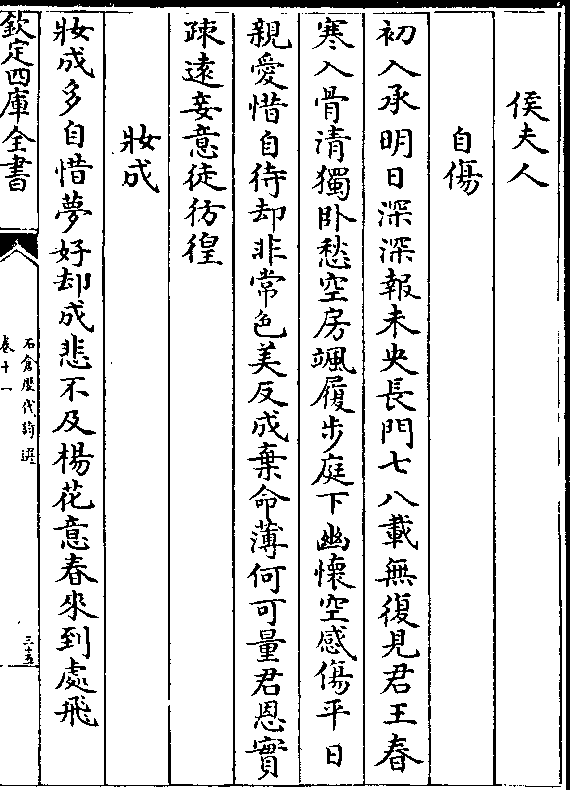 侯夫人
自傷
初入承明日深深報未央長門七八載無復見君王春
寒入骨清獨卧愁空房颯履步庭下幽懷空感傷平日
親愛惜自待却非常色美反成棄命薄何可量君恩實
疎遠妾意徒彷徨
妝成
妝成多自惜夢好却成悲不及楊花意春來到處飛
欽定四庫全書
石倉歷代詩選
卷十一
三十五